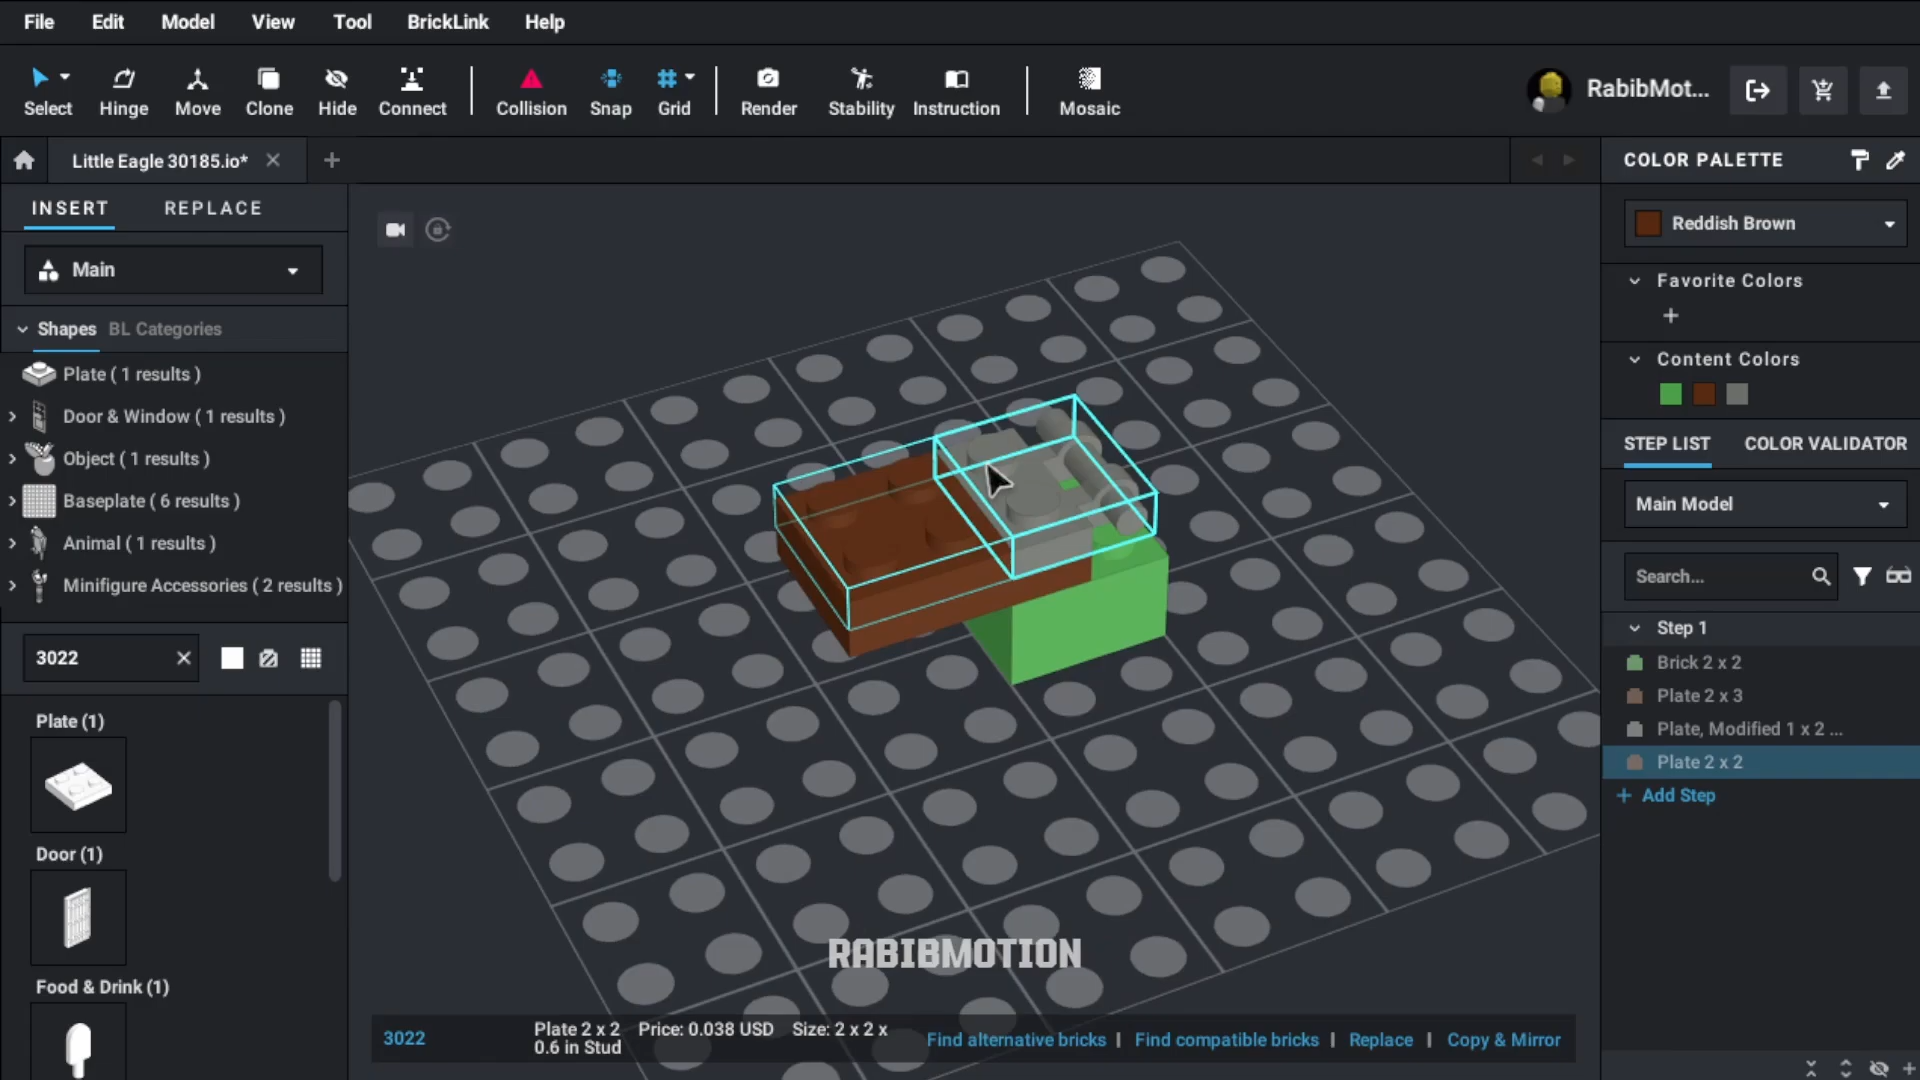 File Edit Model View Tool BrickLink Help
Select Hinge Move Clone Hide Connect Collision Snap Grid Render Stability Instruction Mosaic RabibMot...
Little Eagle 30185.io*
COLOR PALETTE
INSERT REPLACE
Reddish Brown
Main
Favorite Colors
Shapes BL Categories
Content Colors
Plate ( 1 results )
Door & Window ( 1 results )
Object ( 1 results )
Baseplate ( 6 results )
Animal ( 1 results )
Minifigure Accessories ( 2 results )
STEP LIST COLOR VALIDATOR
Main Model
Search...
Step 1
Brick 2 x 2
Plate 2 x 3
Plate, Modified 1 x 2 ...
Plate 2 x 2
Add Step
3022
Plate (1)
Door (1)
Food & Drink (1)
RABIBMOTION
3022
Plate 2 x 2 Price: 0.038 USD Size: 2 x 2 x
0.6 in Stud
Find alternative bricks | Find compatible bricks | Replace | Copy & Mirror